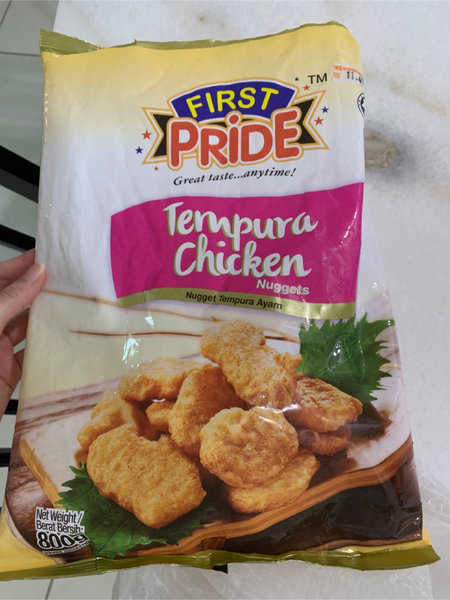 TM
FIRST
PRiDE
Great taste...anytime!
Tempura
Chicken
Nuggets
Nugget Tempura Ayam
Net Weight/
Berat Bersih:
800g